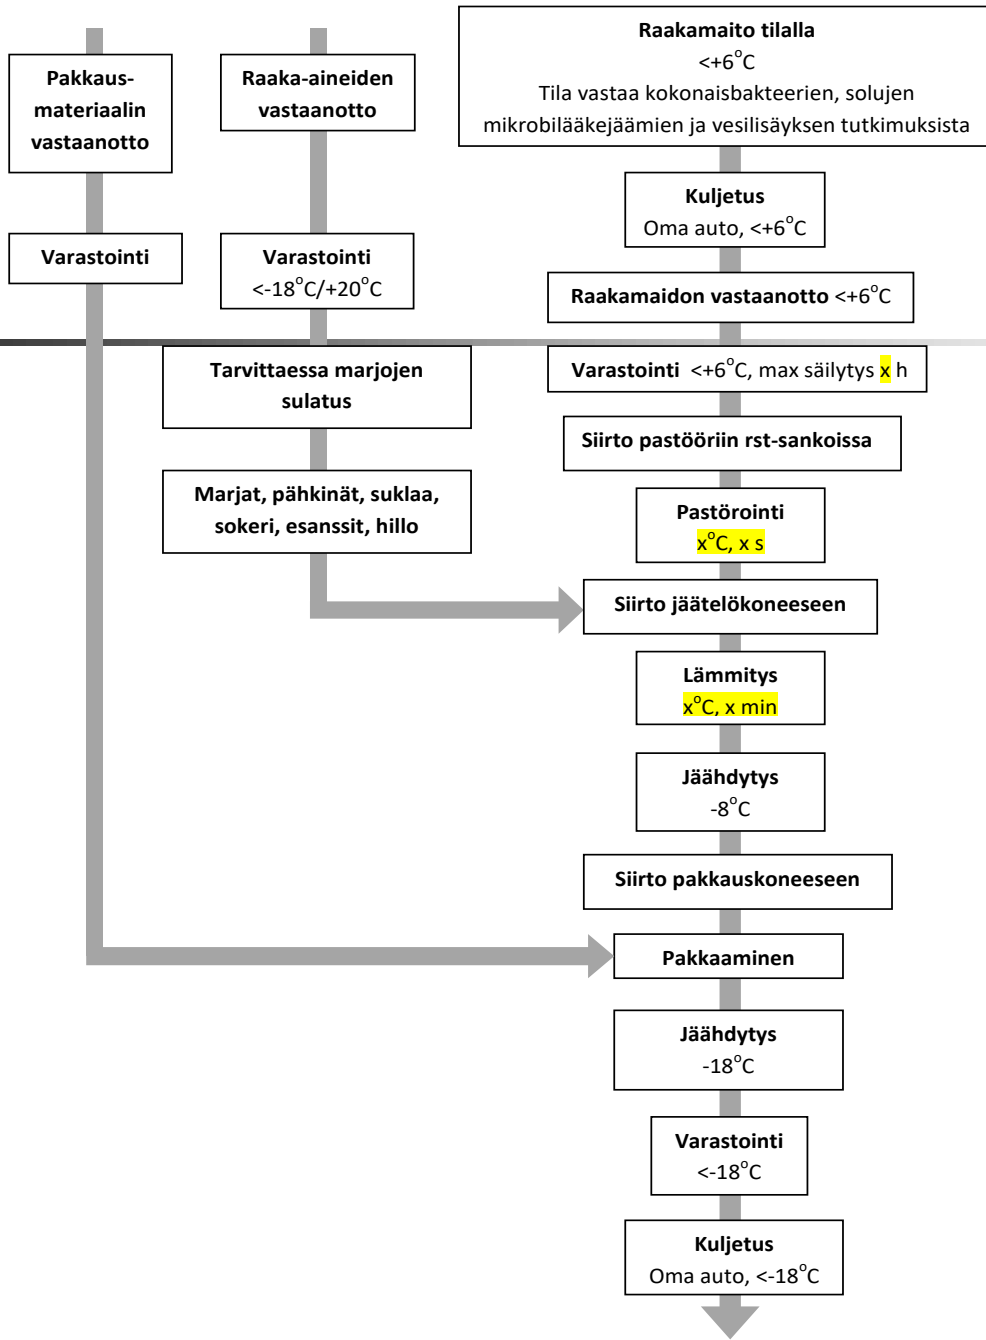 Pakkaus-
materiaalin
vastaanotto
Varastointi
Raaka-aineiden
vastaanotto
Varastointi
<-18°C/+20°C
Tarvittaessa marjojen
sulatus
Marjat, pähkinät, suklaa,
sokeri, esanssit, hillo
Raakamaito tilalla
<+6°C
Tila vastaa kokonaisbakteerien, solujen
mikrobilääkejäämien ja vesilisäyksen tutkimuksista
Kuljetus
Oma auto, <+6°C
Raakamaidon vastaanotto <+6°C
Varastointi <+6°C, max säilytys x h
Siirto pastööriin rst-sankoissa
Pastörointi
x°C, x s
Siirto jäätelökoneeseen
Lämmitys
x°C, x min
Jäähdytys
-8°C
Siirto pakkauskoneeseen
Pakkaaminen
Jäähdytys
-18°C
Varastointi
<-18°C
Kuljetus
Oma auto, <-18°C